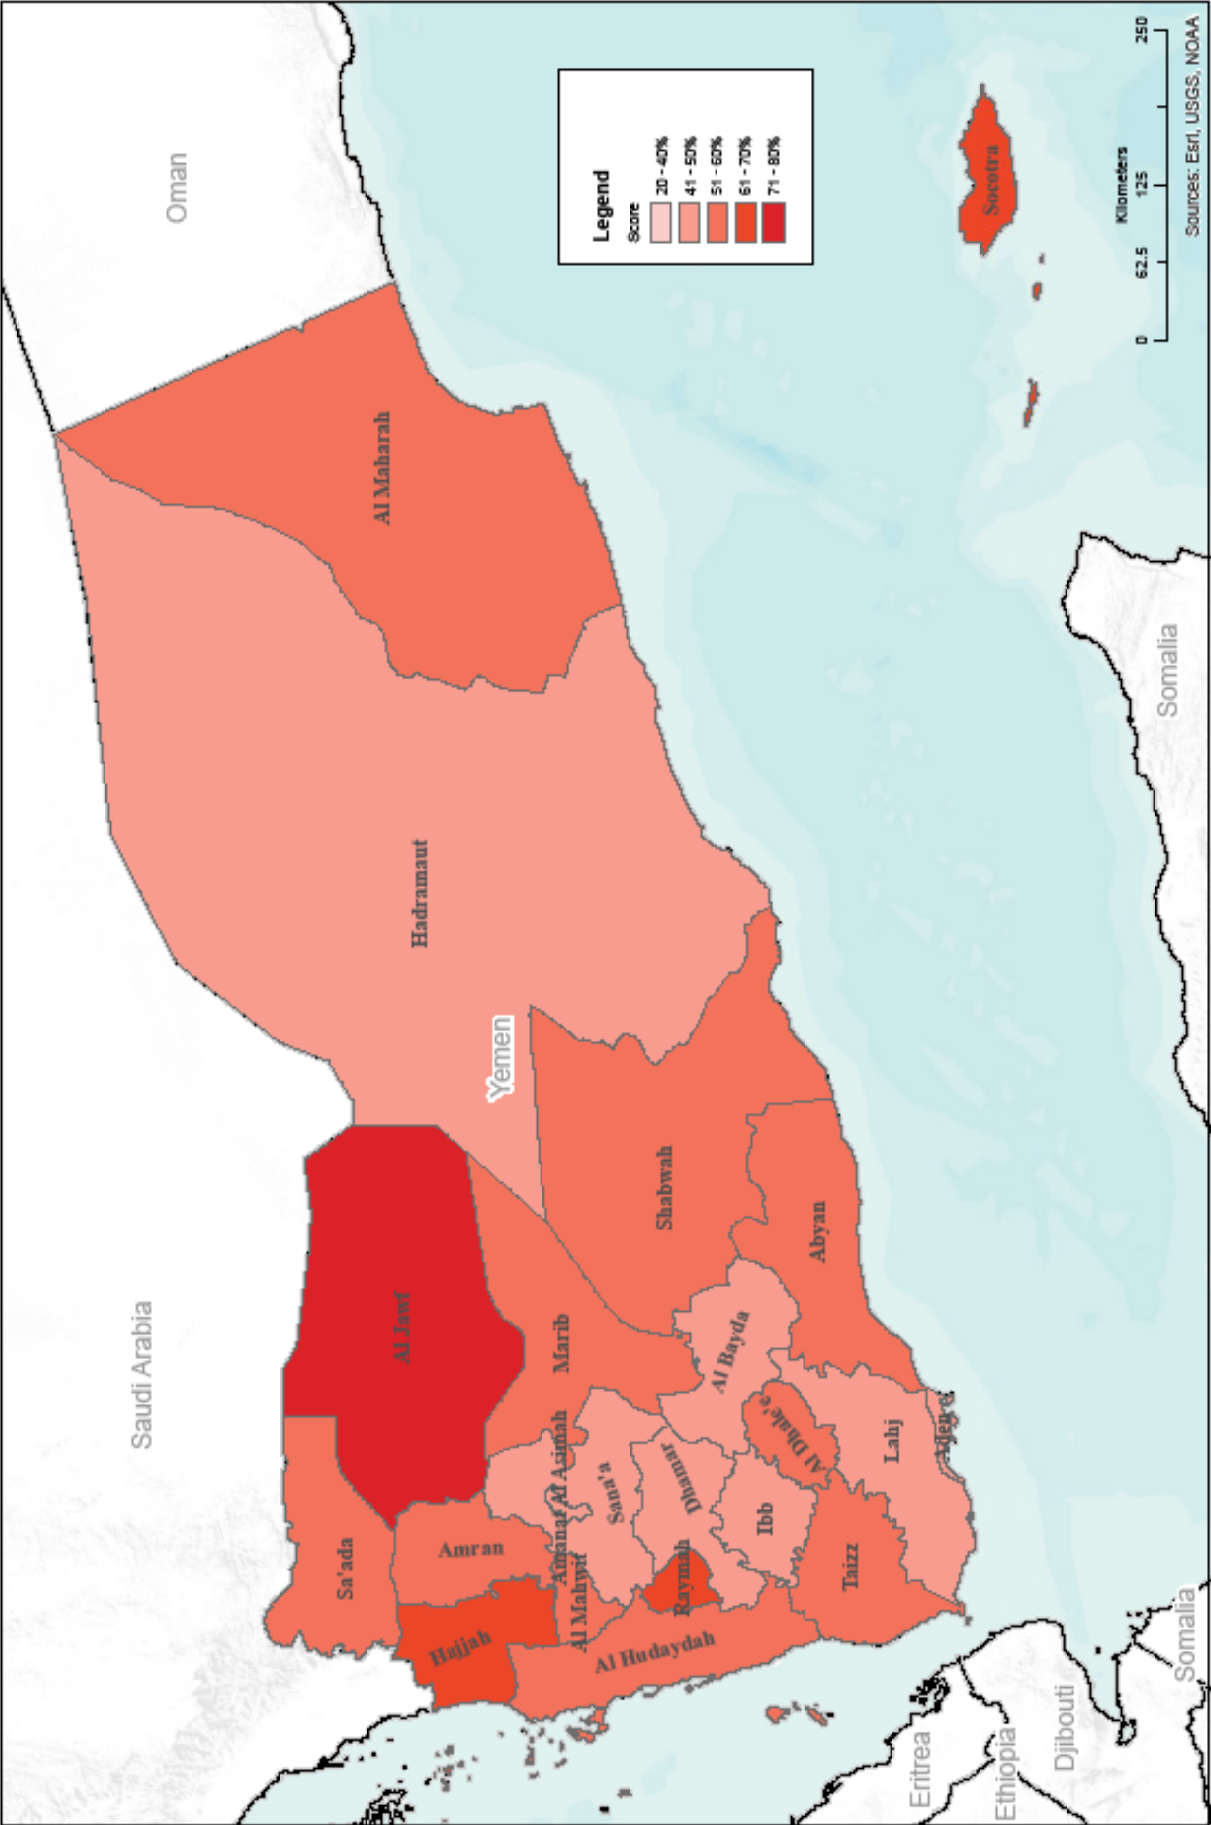 Oman
Saudi Arabia
Yemen
Al Maharah
Hadramaut
Al Jawf
Sa'ada
Marib
Shabwah
Amran
Hajjah
Amanat Al Asimah
Al Mahwit
Sana'a
Al Bayda
Abyan
Dhamar
Raymah
Al Hudaydah
Al Dhale'e
Ibb
Lahj
Taizz
Aden
Socotra
Eritrea
Ethiopia
Djibouti
Somalia
Somalia
Legend
Score
20 - 40%
41 - 50%
51 - 60%
61 - 70%
71 - 80%
Kilometers
0 62.5 125 250
Sources: Esri, USGS, NOAA